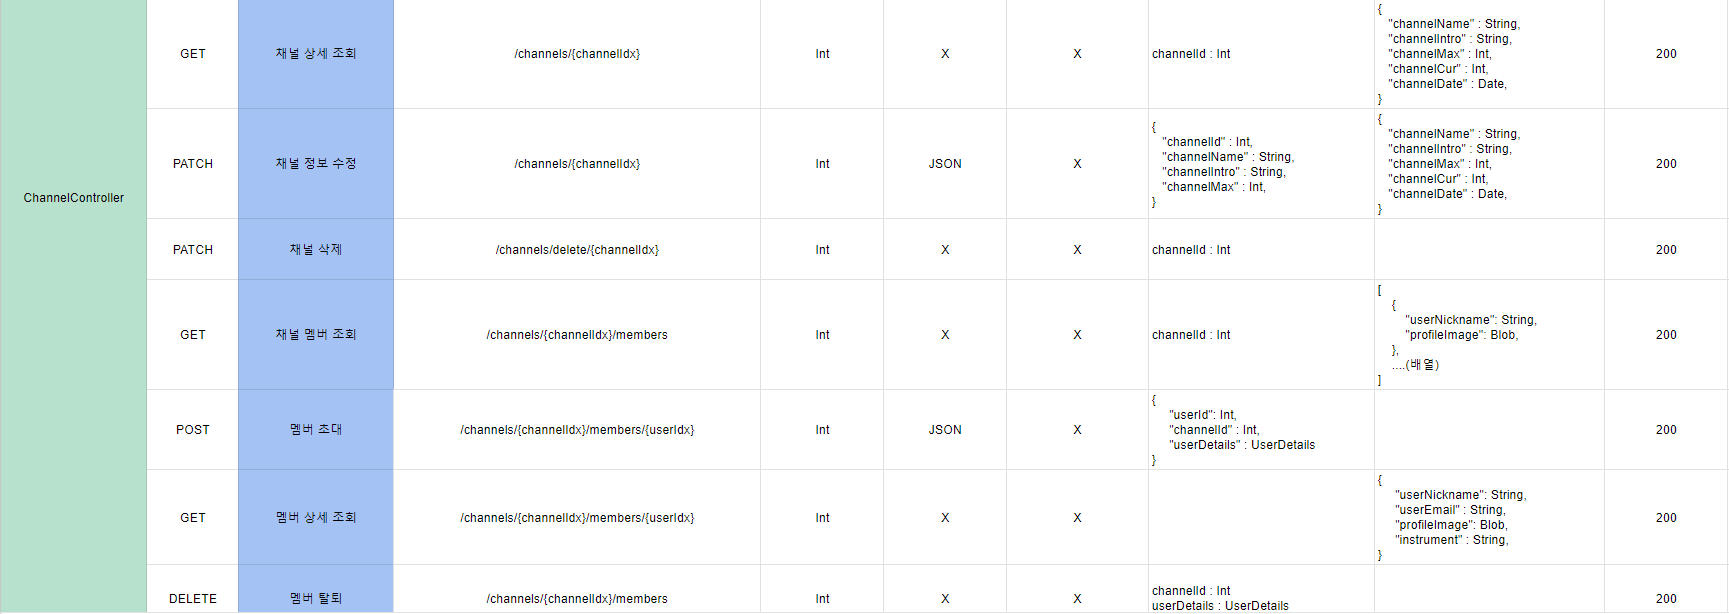 ChannelController
GET
채널 상세 조회
/channels/{channelIdx}
Int
X
X
channelId : Int
{
"channelName" : String,
"channelIntro" : String,
"channelMax" : Int,
"channelCur" : Int,
"channelDate" : Date,
}
200
PATCH
채널 정보 수정
/channels/{channelIdx}
Int
JSON
X
{
"channelId" : Int,
"channelName" : String,
"channelIntro" : String,
"channelMax" : Int,
}
{
"channelName" : String,
"channelIntro" : String,
"channelMax" : Int,
"channelCur" : Int,
"channelDate" : Date,
}
200
PATCH
채널 삭제
/channels/delete/{channelIdx}
Int
X
X
channelId : Int
200
GET
채널 멤버 조회
/channels/{channelIdx}/members
Int
X
X
channelId : Int
[
{
"userNickname": String,
"profileImage": Blob,
},
....(배열)
]
200
POST
멤버 초대
/channels/{channelIdx}/members/{userIdx}
Int
JSON
X
{
"userId": Int,
"channelId" : Int,
"userDetails" : UserDetails
}
200
GET
멤버 상세 조회
/channels/{channelIdx}/members/{userIdx}
Int
X
X
{
"userNickname": String,
"userEmail" : String,
"profileImage": Blob,
"instrument" : String,
}
200
DELETE
멤버 탈퇴
/channels/{channelIdx}/members
Int
X
X
channelId : Int
userDetails : UserDetails
200